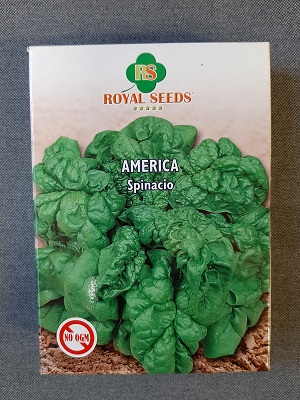 RS
ROYAL SEEDS
AMERICA
Spinacio
NO OGM